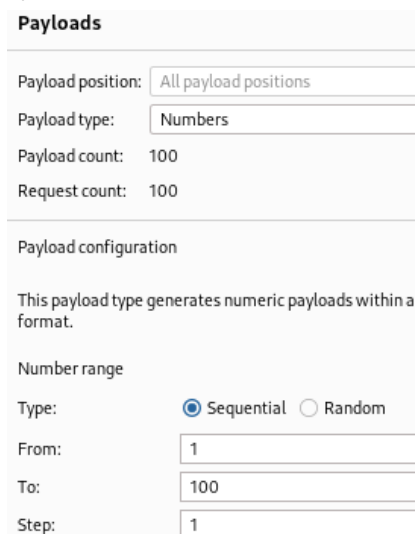 Payloads
Payload position: All payload positions
Payload type: Numbers
Payload count: 100
Request count: 100
Payload configuration
This payload type generates numeric payloads within a
format.
Number range
Type: Sequential Random
From: 1
To: 100
Step: 1